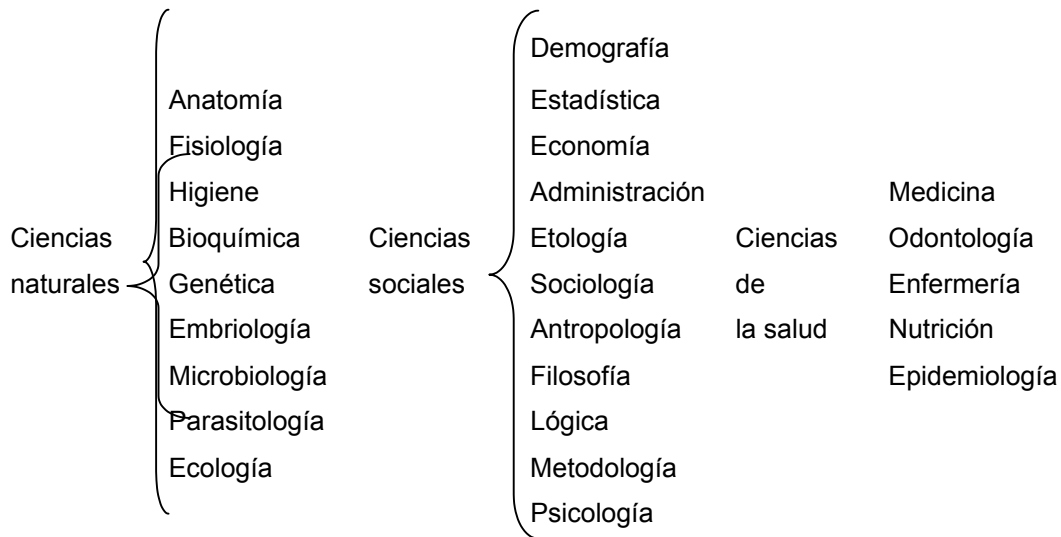 Ciencias
naturales
Anatomía
Fisiología
Higiene
Bioquímica
Genética
Embriología
Microbiología
Parasitología
Ecología
Ciencias
sociales
Demografía
Estadística
Economía
Administración
Etología
Sociología
Antropología
Filosofía
Lógica
Metodología
Psicología
Ciencias
de
la salud
Medicina
Odontología
Enfermería
Nutrición
Epidemiología